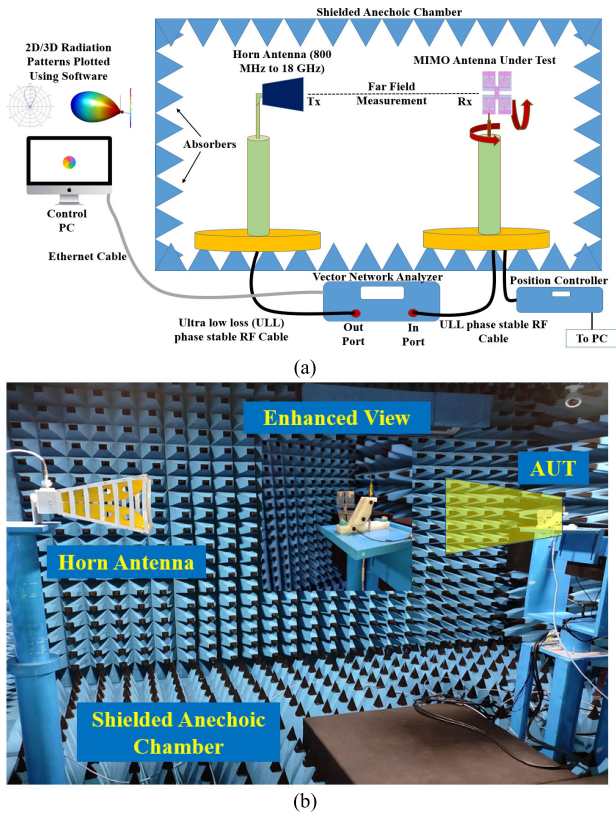 Shielded Anechoic Chamber
2D/3D Radiation
Patterns Plotted
Using Software
Horn Antenna (800
MHz to 18 GHz)
MIMO Antenna Under Test
Tx
Far Field
Measurement
Rx
Absorbers
Control
PC
Ethernet Cable
Vector Network Analyzer
Position Controller
Ultra low loss (ULL)
phase stable RF Cable
Out
Port
In
Port
ULL phase stable RF
Cable
To PC
(a)
Enhanced View
AUT
Horn Antenna
Shielded Anechoic
Chamber
(b)